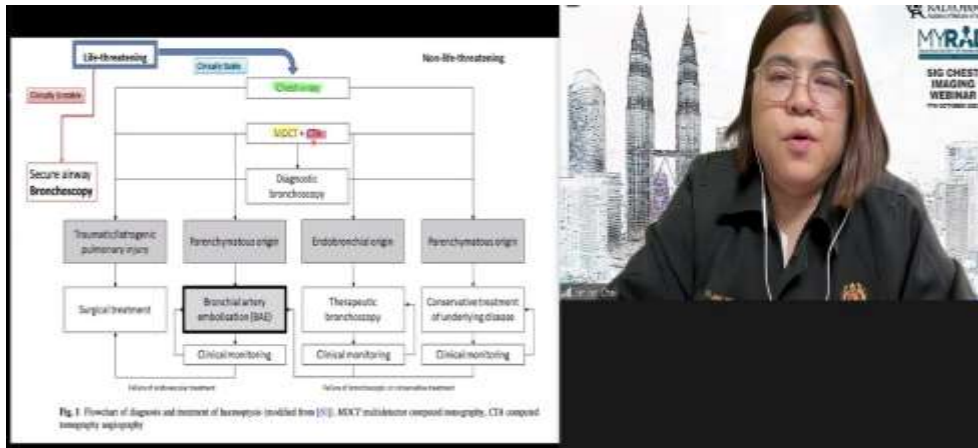 Life-threatening
Clinically Stable
Non-life-threatening
Chest x-ray
Clinically Unstable
MDCT + CTA
Secure airway
Bronchoscopy
Diagnostic
bronchoscopy
Traumatic/iatrogenic
pulmonary injury
Parenchymatous origin
Endobronchial origin
Parenchymatous origin
Surgical treatment
Bronchial artery
embolisation (BAE)
Therapeutic
bronchoscopy
Conservative treatment
of underlying disease
Clinical monitoring
Clinical monitoring
Clinical monitoring
Failure of endovascular treatment
Failure of bronchoscopic or conservative treatment
Fig. 3 Flowchart of diagnosis and treatment of haemoptysis (modified from MDCT multidetector computed tomography, CTA computed
tomography angiography
SIG CHEST
IMAGING
WEBINAR
7TH OCTOBER